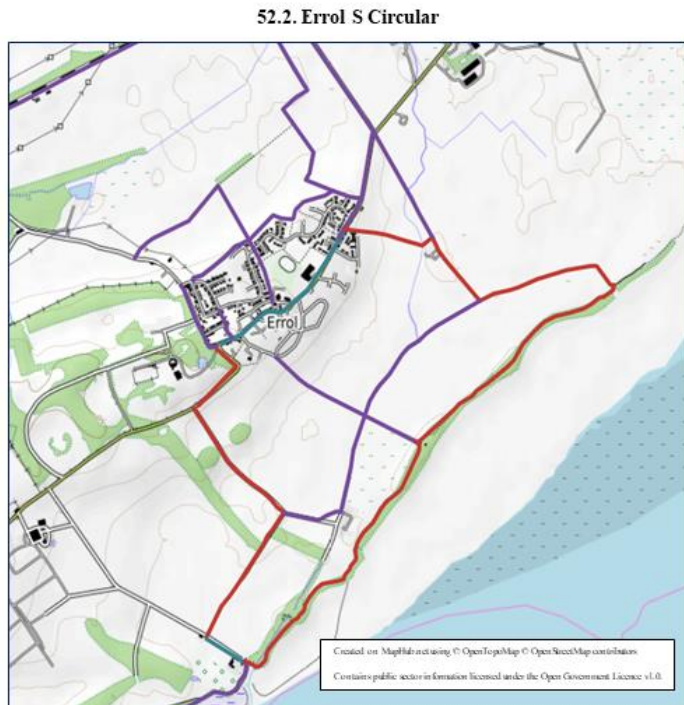 52.2. Errol S Circular
Errol
Created on MapHub.net using © OpenTopoMap © OpenStreetMap contributors
Contains public sector information licensed under the Open Government Licence v1.0.